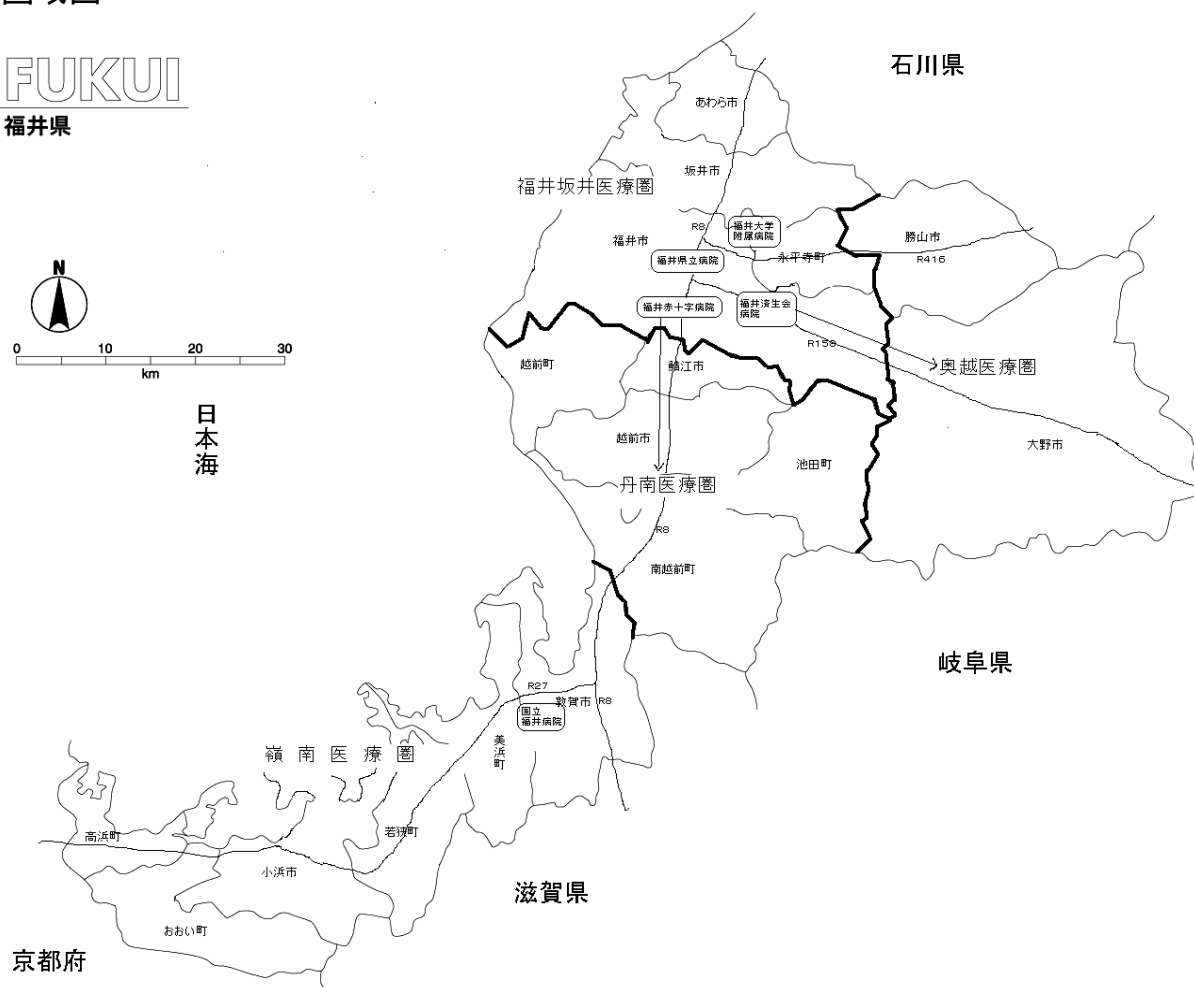 FUKUI
福井県
石川県
あわら市
坂井市
福井坂井医療圏
福井市
R8
福井大学
附属病院
勝山市
永平寺町
R416
福井県立病院
N
福井赤十字病院
福井済生会
病院
0 10 20 30
km
R158
越前町
鯖江市
奥越医療圏
日本海
越前市
大野市
池田町
丹南医療圏
R8
南越前町
岐阜県
R27
敦賀市
R8
国立
福井病院
美浜町
嶺南医療圏
高浜町
若狭町
小浜市
滋賀県
おおい町
京都府